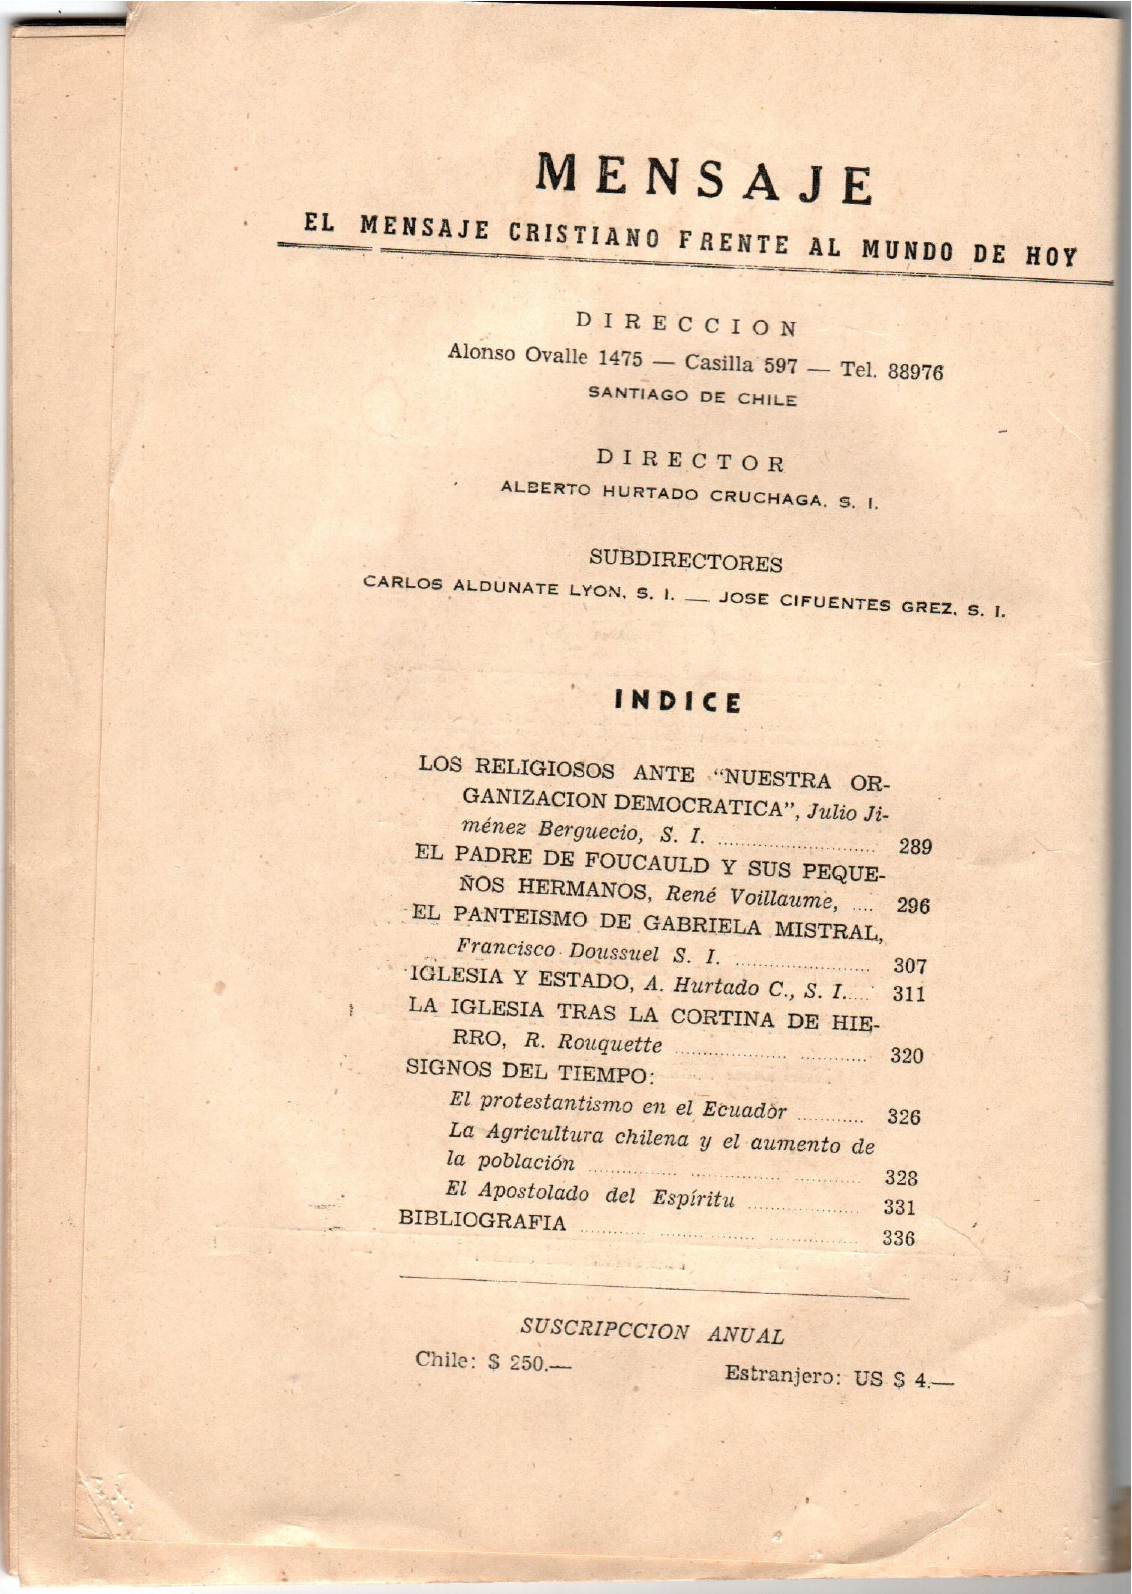 MENSAJE
EL MENSAJE CRISTIANO FRENTE AL MUNDO DE HOY
DIRECCION
Alonso Ovalle 1475 — Casilla 597 — Tel. 88976
SANTIAGO DE CHILE
DIRECTOR
ALBERTO HURTADO CRUCHAGA, S. I.
SUBDIRECTORES
CARLOS ALDUNATE LYON, S. I. — JOSE CIFUENTES GREZ, S. I.
INDICE
LOS RELIGIOSOS ANTE "NUESTRA OR-
GANIZACION DEMOCRATICA", Julio Ji-
ménez Berguecio, S. I. .......................... 289
EL PADRE DE FOUCAULD Y SUS PEQUE-
ÑOS HERMANOS, René Voillaume, .... 296
EL PANTEISMO DE GABRIELA MISTRAL,
Francisco Doussuel S. I. ...................... 307
IGLESIA Y ESTADO, A. Hurtado C., S. I..... 311
LA IGLESIA TRAS LA CORTINA DE HIE-
RRO, R. Rouquette .................... ............ 320
SIGNOS DEL TIEMPO:
El protestantismo en el Ecuador ............ 326
La Agricultura chilena y el aumento de
la población ................ ................ ............ 328
El Apostolado del Espíritu .................... 331
BIBLIOGRAFIA ............ ................ ................ 336
SUSCRIPCCION ANUAL
Chile: $ 250.—
Estranjero: US $ 4.—